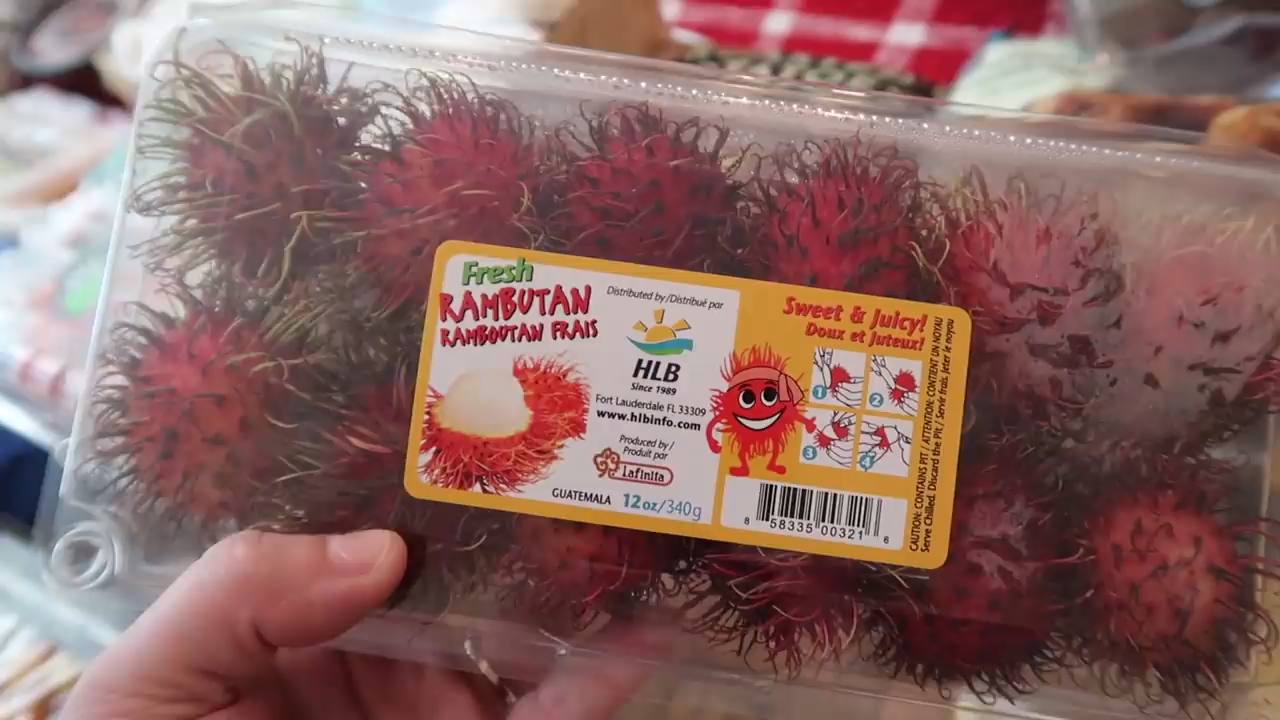 Fresh
RAMBUTAN
RAMBOUTAN FRAIS
Distributed by/Distribué par
HLB
Since 1989
Fort Lauderdale FL 33309
www.hlbinfo.com
Produced by/
Produit par
Lafinita
GUATEMALA 12oz/340g
Sweet & Juicy!
Doux et Juteux!
1
2
3
4
8 58335 00321 6
CAUTION: CONTAINS PIT / ATTENTION: CONTIENT UN NOYAU
Serve Chilled. Discard the Pit / Servir frais. Jeter le noyau